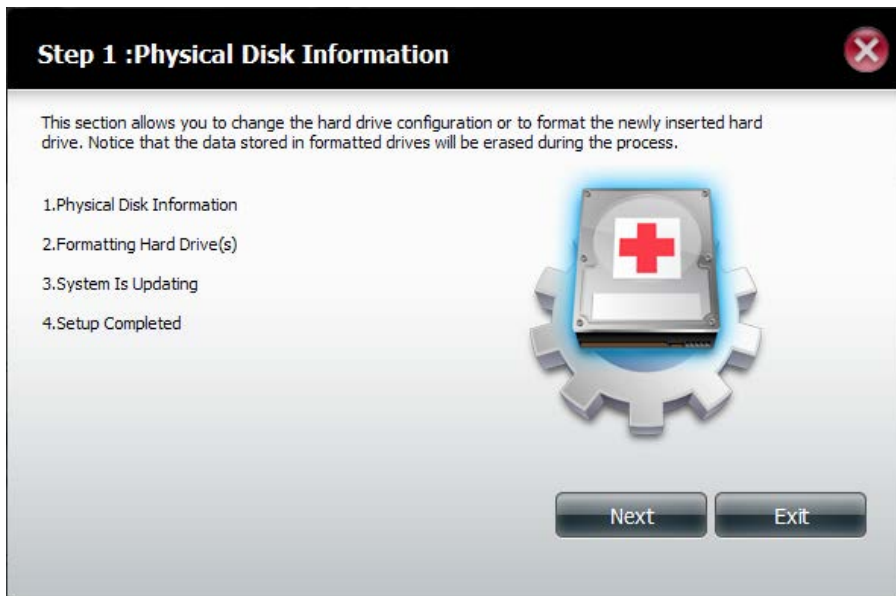 Step 1 :Physical Disk Information
This section allows you to change the hard drive configuration or to format the newly inserted hard
drive. Notice that the data stored in formatted drives will be erased during the process.
1.Physical Disk Information
2.Formatting Hard Drive(s)
3.System Is Updating
4.Setup Completed
Next
Exit